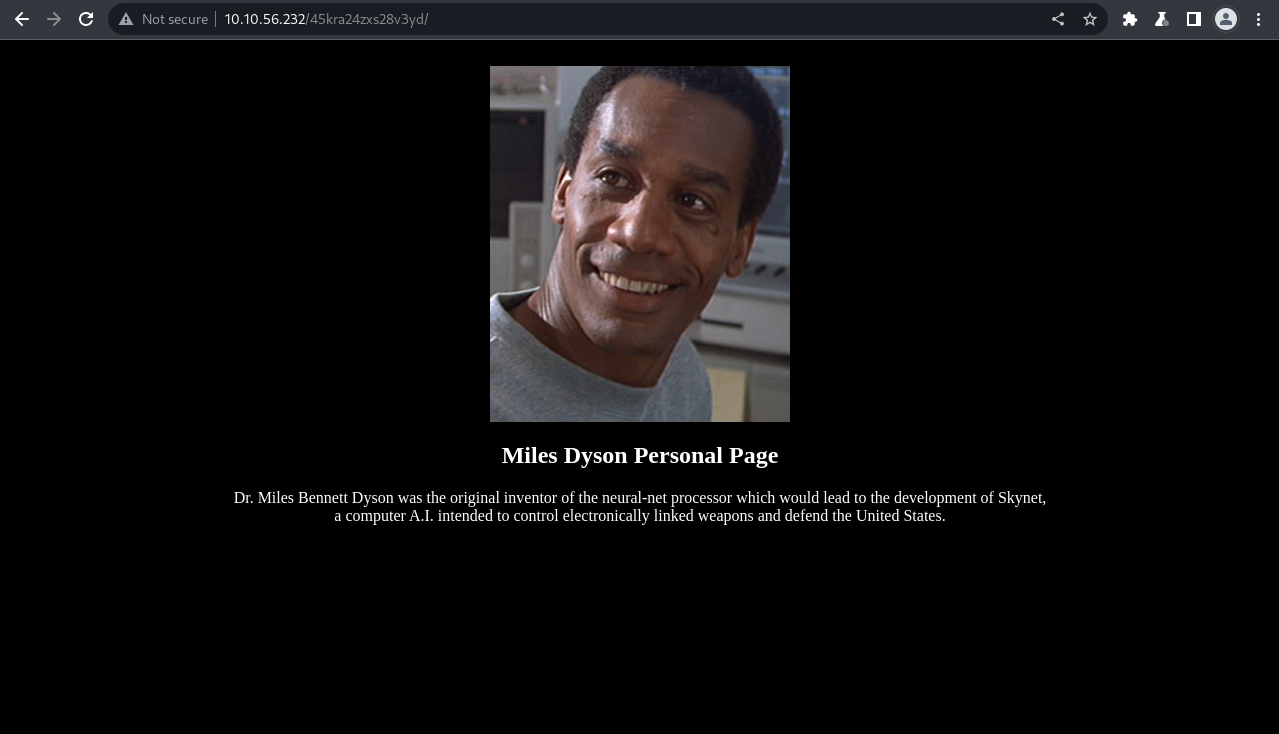 Not secure 10.10.56.232/45kra24zxs28v3yd/
Miles Dyson Personal Page
Dr. Miles Bennett Dyson was the original inventor of the neural-net processor which would lead to the development of Skynet,
a computer A.I. intended to control electronically linked weapons and defend the United States.